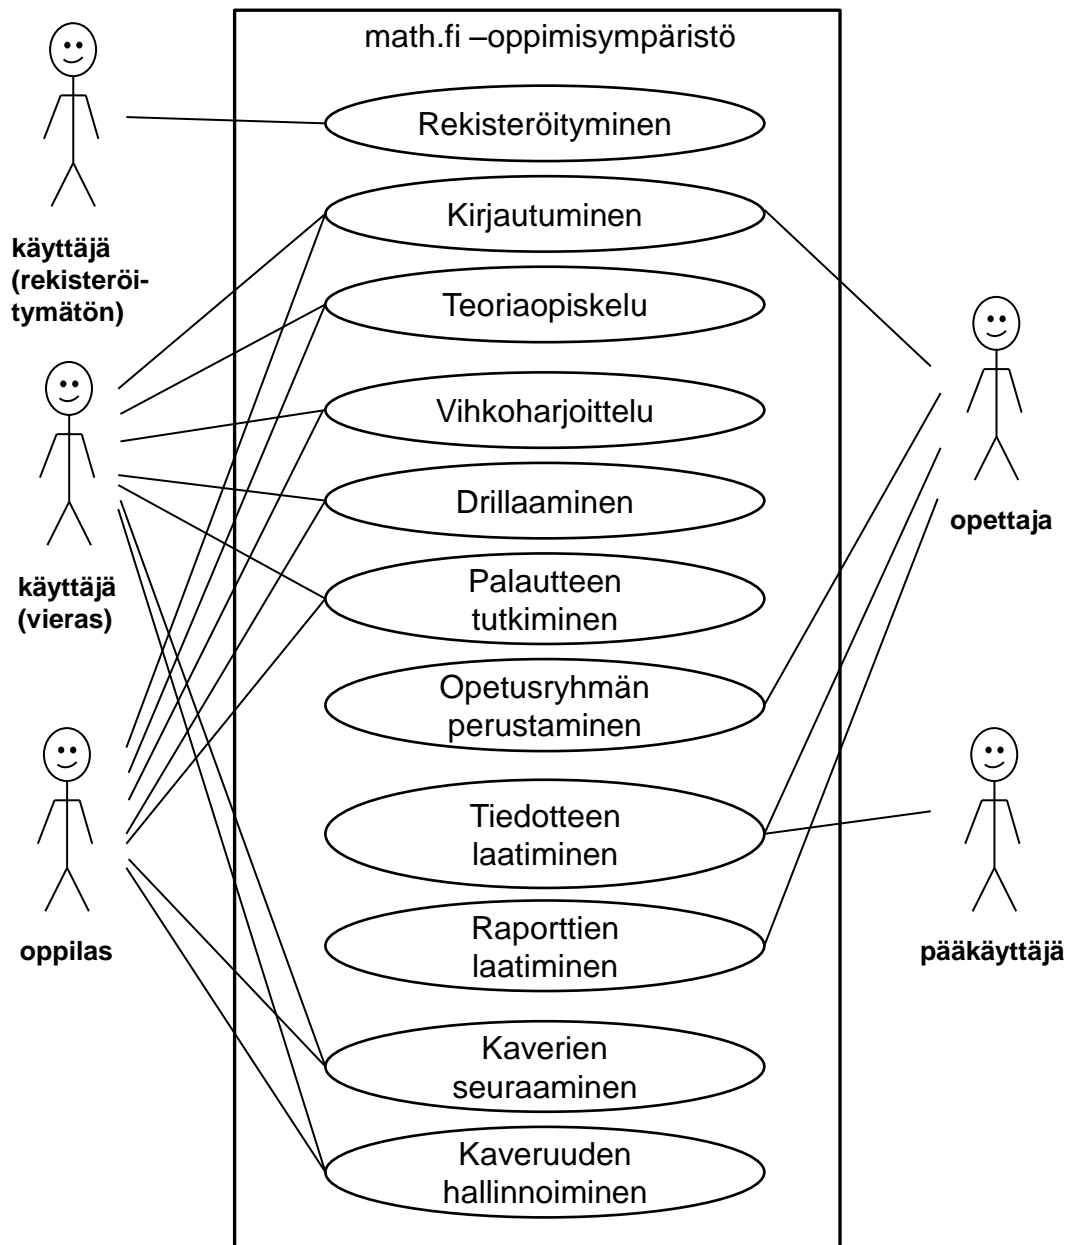 math.fi –oppimisympäristö
Rekisteröityminen
Kirjautuminen
käyttäjä
(rekisteröi-
tymätön)
Teoriaopiskelu
Vihkoharjoittelu
Drillaaminen
opettaja
käyttäjä
(vieras)
Palautteen
tutkiminen
Opetusryhmän
perustaminen
Tiedotteen
laatiminen
Raporttien
laatiminen
oppilas
pääkäyttäjä
Kaverien
seuraaminen
Kaveruuden
hallinnoiminen